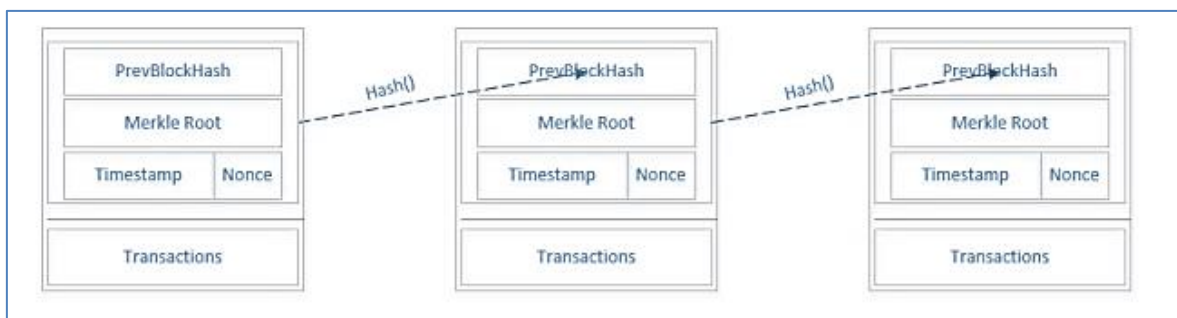 PrevBlockHash
Merkle Root
Timestamp Nonce
Transactions
Hash()
PrevBlockHash
Merkle Root
Timestamp Nonce
Transactions
Hash()
PrevBlockHash
Merkle Root
Timestamp Nonce
Transactions